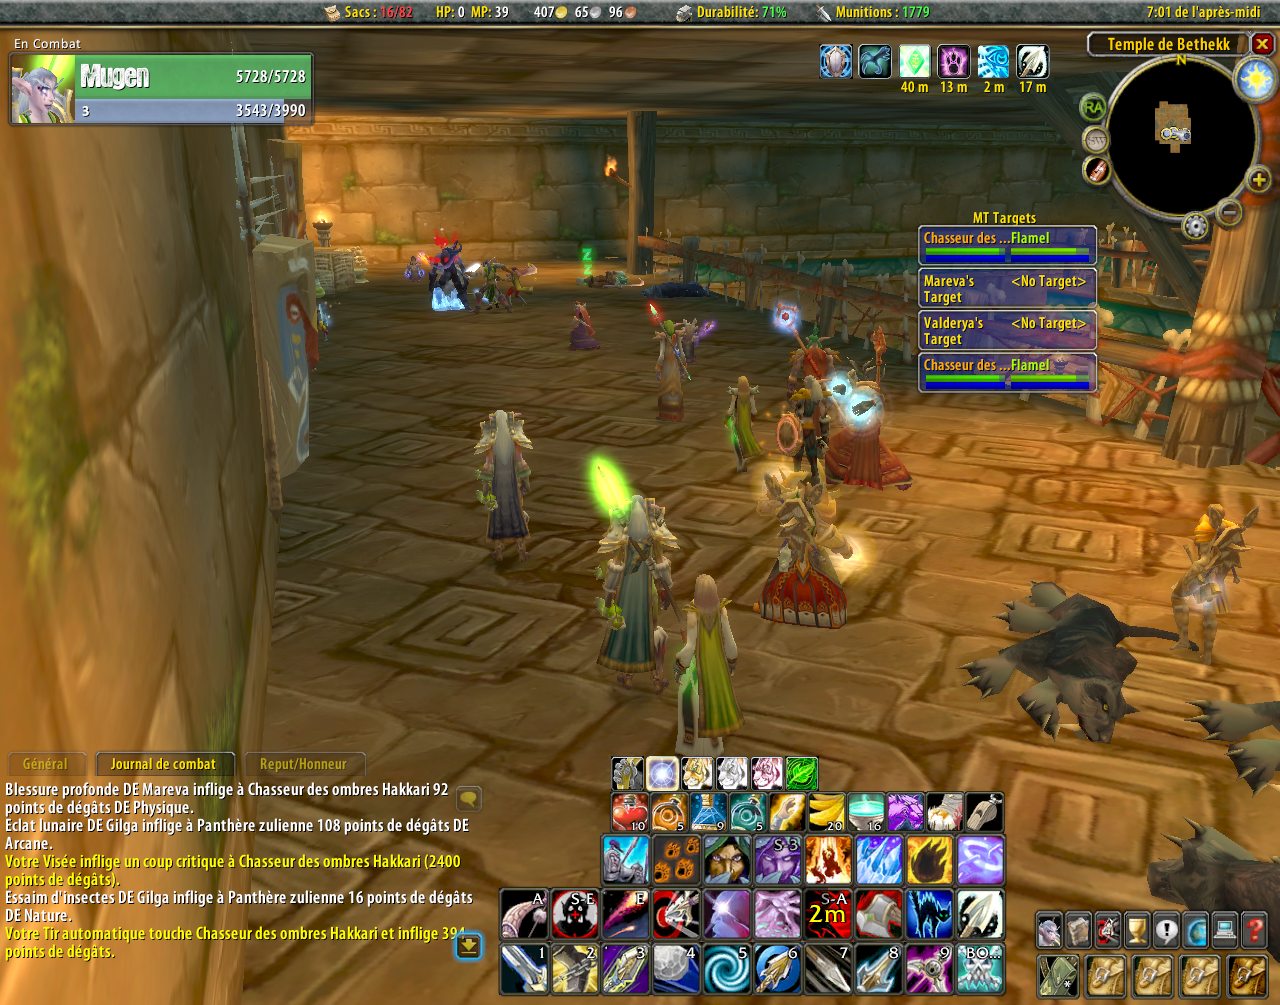 Sacs : 16/82 HP: 0 MP: 39 407 65 96 Durabilité: 71% Munitions : 1779 7:01 de l'après-midi
En Combat
Mugen 5728/5728
3 3543/3990
40 m 13 m 2 m 17 m
Temple de Bethekk
N
RA
SW
MT Targets
Chasseur des ...Flamel
Mareva's <No Target>
Target
Valderya's <No Target>
Target
Chasseur des ...Flamel
Z
Z
Général Journal de combat Reput/Honneur
Blessure profonde DE Mareva inflige à Chasseur des ombres Hakkari 92
points de dégâts DE Physique.
Eclat lunaire DE Gilga inflige à Panthère zulienne 108 points de dégâts DE
Arcane.
Votre Visée inflige un coup critique à Chasseur des ombres Hakkari (2400
points de dégâts).
Essaim d'insectes DE Gilga inflige à Panthère zulienne 16 points de dégâts
DE Nature.
Votre Tir automatique touche Chasseur des ombres Hakkari et inflige 394
points de dégâts.
10 5 9 5 20 16
S-3
A S-E E S-A
2m
1 2 3 4 5 6 7 8 9 BO...